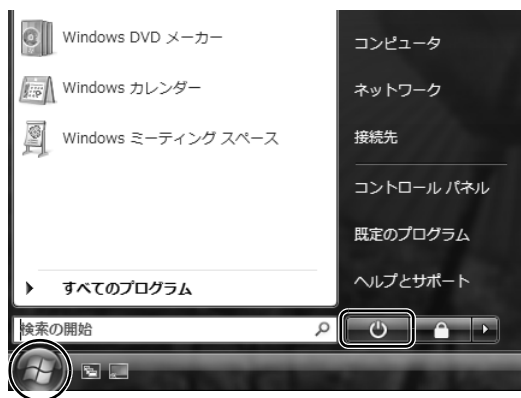 Windows DVD メーカー
Windows カレンダー
Windows ミーティング スペース
すべてのプログラム
検索の開始
コンピュータ
ネットワーク
接続先
コントロール パネル
既定のプログラム
ヘルプとサポート